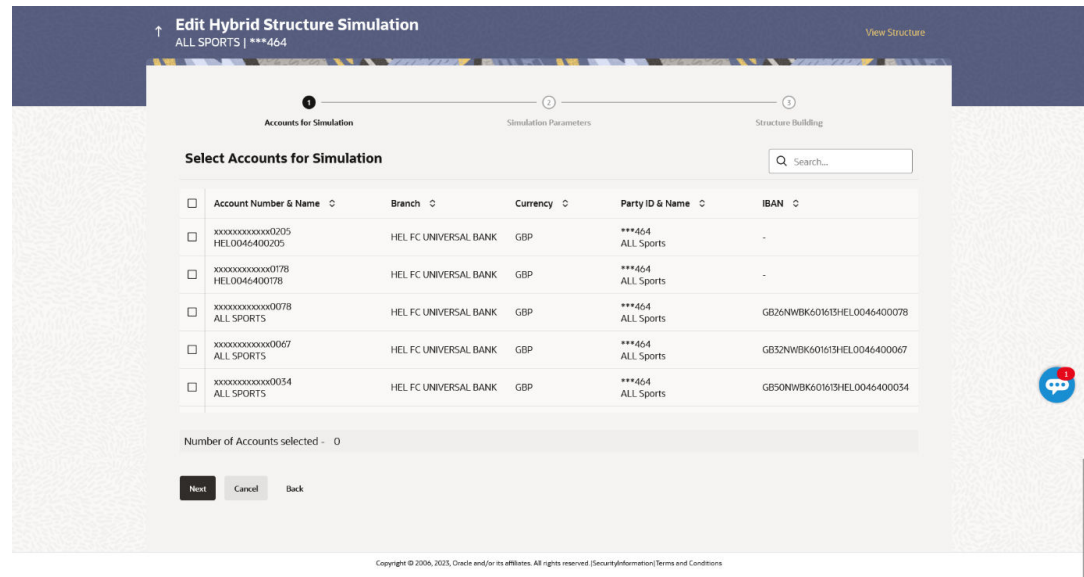 ↑ Edit Hybrid Structure Simulation
ALL SPORTS | ***464
View Structure
1 2 3
Accounts for Simulation Simulation Parameters Structure Building
Select Accounts for Simulation
Search...
Account Number & Name Branch Currency Party ID & Name IBAN
xxxxxxxxxxxx0205
HEL0046400205 HEL FC UNIVERSAL BANK GBP ***464
ALL Sports -
xxxxxxxxxxxx0178
HEL0046400178 HEL FC UNIVERSAL BANK GBP ***464
ALL Sports -
xxxxxxxxxxxx0078
ALL SPORTS HEL FC UNIVERSAL BANK GBP ***464
ALL Sports GB26NWBK601613HEL0046400078
xxxxxxxxxxxx0067
ALL SPORTS HEL FC UNIVERSAL BANK GBP ***464
ALL Sports GB32NWBK601613HEL0046400067
xxxxxxxxxxxx0034
ALL SPORTS HEL FC UNIVERSAL BANK GBP ***464
ALL Sports GB50NWBK601613HEL0046400034
1
Number of Accounts selected - 0
Next Cancel Back
Copyright © 2006, 2023, Oracle and/or its affiliates. All rights reserved.|SecurityInformation|Terms and Conditions